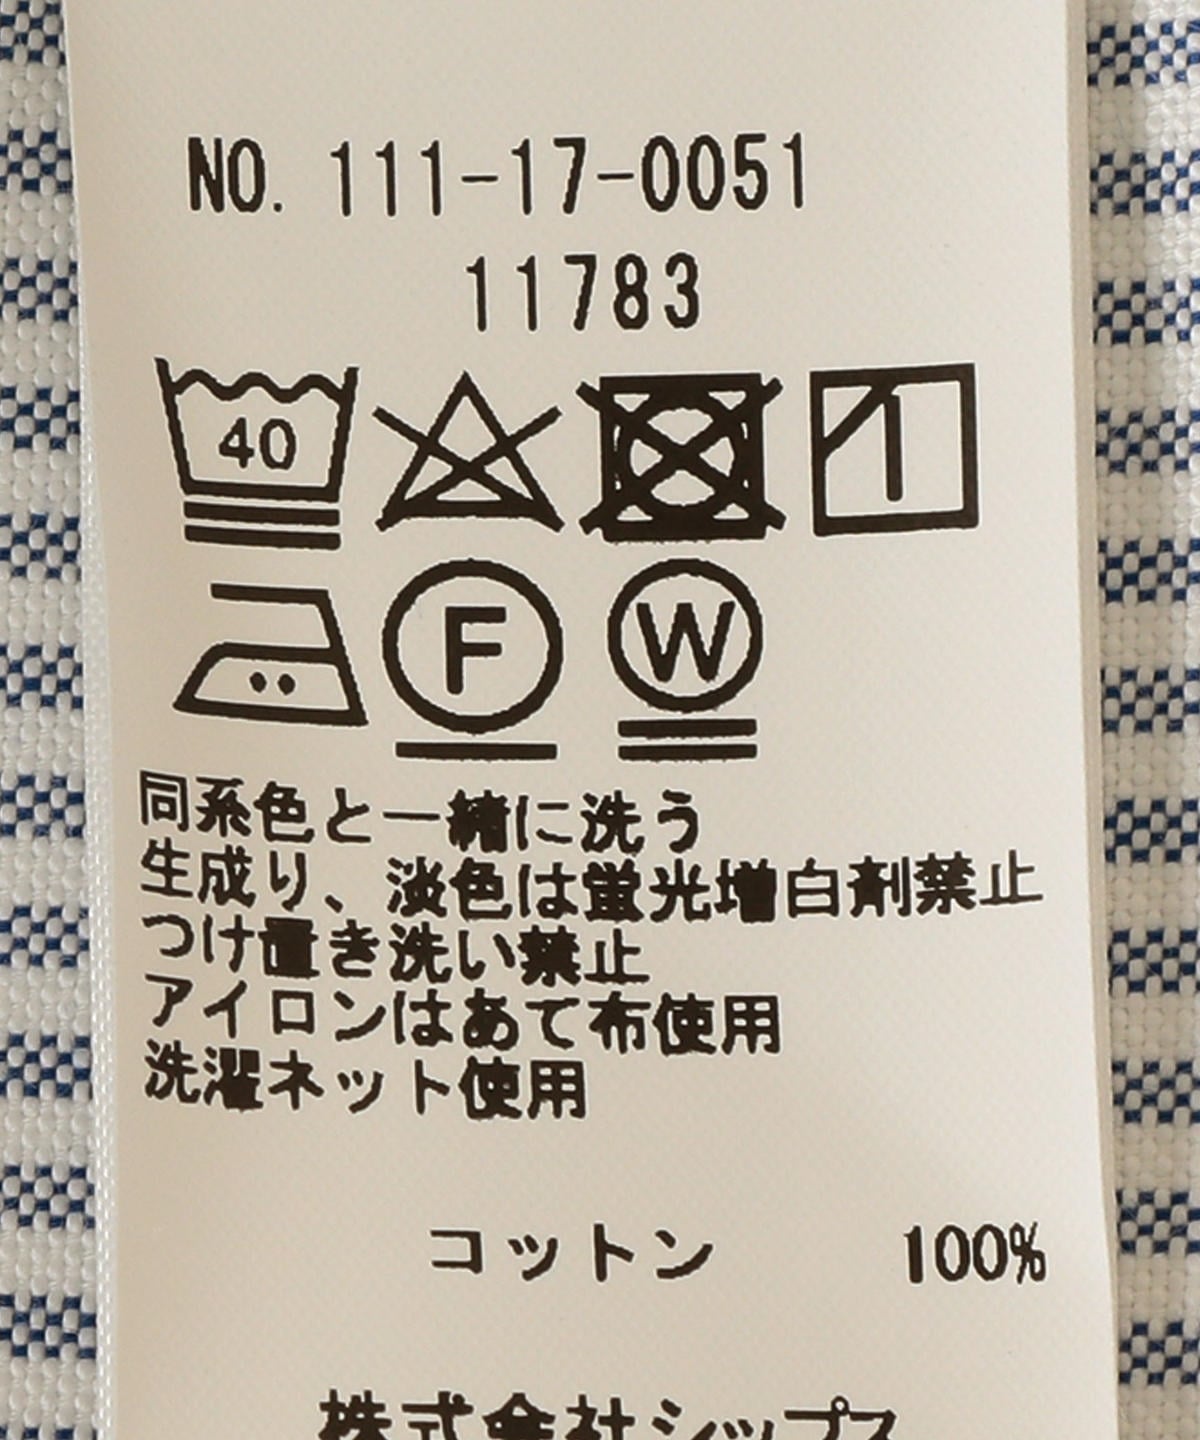 NO. 111-17-0051
11783
40
F W
同系色と一緒に洗う
生成り、淡色は蛍光増白剤禁止
つけ置き洗い禁止
アイロンはあて布使用
洗濯ネット使用
コットン 100%
株式会社シップス